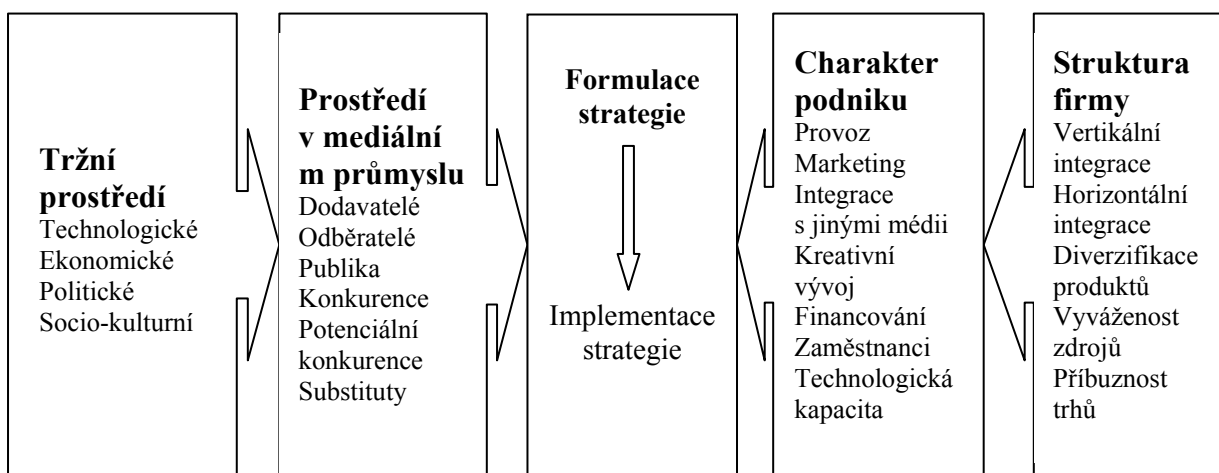 Tržní
prostředí
Technologické
Ekonomické
Politické
Socio-kulturní
Prostředí
v mediální
m průmyslu
Dodavatelé
Odběratelé
Publika
Konkurence
Potenciální
konkurence
Substituty
Formulace
strategie
Implementace
strategie
Charakter
podniku
Provoz
Marketing
Integrace
s jinými médii
Kreativní
vývoj
Financování
Zaměstnanci
Technologická
kapacita
Struktura
firmy
Vertikální
integrace
Horizontální
integrace
Diverzifikace
produktů
Vyváženost
zdrojů
Příbuznost
trhů